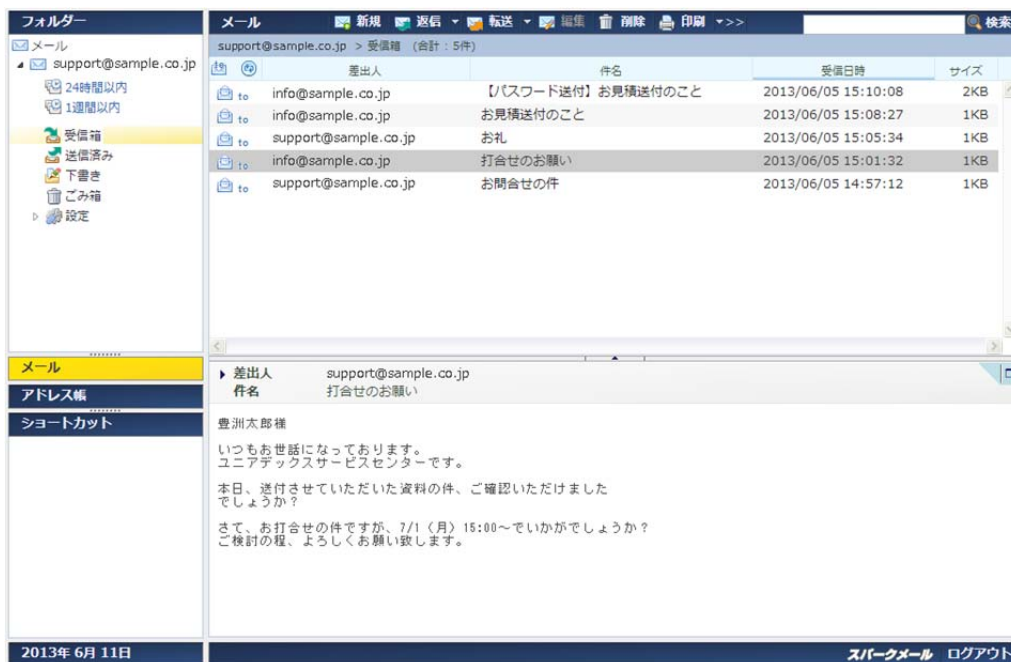 フォルダー
メール
support@sample.co.jp
24時間以内
1週間以内
受信箱
送信済み
下書き
ごみ箱
設定
メール
アドレス帳
ショートカット
メール 新規 返信 転送 編集 削除 印刷 >> 検索
support@sample.co.jp > 受信箱 (合計：5件)
差出人 件名 受信日時 サイズ
to info@sample.co.jp 【パスワード送付】お見積送付のこと 2013/06/05 15:10:08 2KB
to info@sample.co.jp お見積送付のこと 2013/06/05 15:08:27 1KB
to support@sample.co.jp お礼 2013/06/05 15:05:34 1KB
to info@sample.co.jp 打合せのお願い 2013/06/05 15:01:32 1KB
to support@sample.co.jp お問合せの件 2013/06/05 14:57:12 1KB
差出人 support@sample.co.jp
件名 打合せのお願い
豊洲太郎様
いつもお世話になっております。
ユニアデックスサービスセンターです。
本日、送付させていただいた資料の件、ご確認いただけました
でしょうか？
さて、お打合せの件ですが、7/1（月）15:00～でいかがでしょうか？
ご検討の程、よろしくお願い致します。
2013年 6月 11日
スパークメール ログアウト